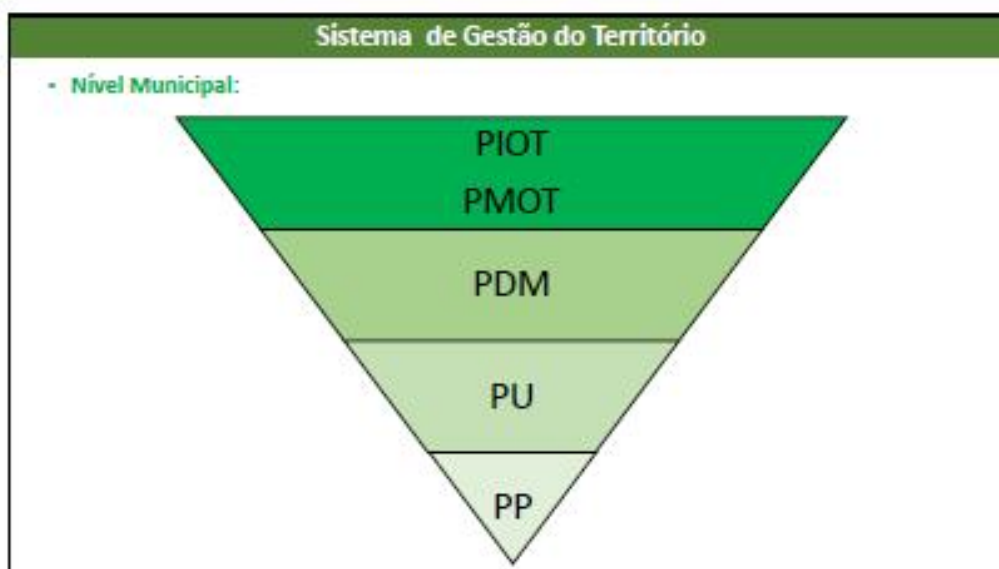 Sistema de Gestão do Território
- Nível Municipal:
PIOT
PMOT
PDM
PU
PP